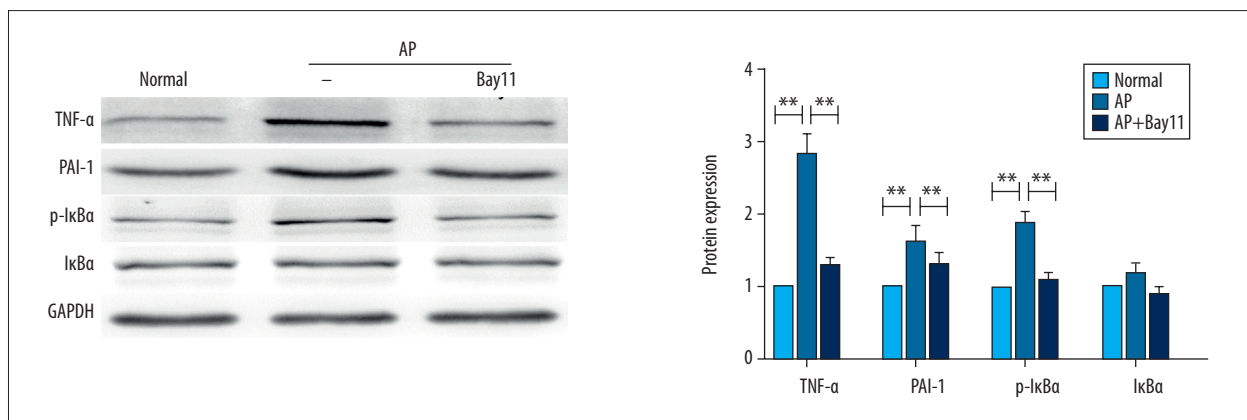 AP
Normal
–
Bay11
TNF-α
PAI-1
p-IκBα
IκBα
GAPDH
4
3
2
1
0
Protein expression
Normal
AP
AP+Bay11
** **
** **
** **
TNF-α
PAI-1
p-IκBα
IκBα